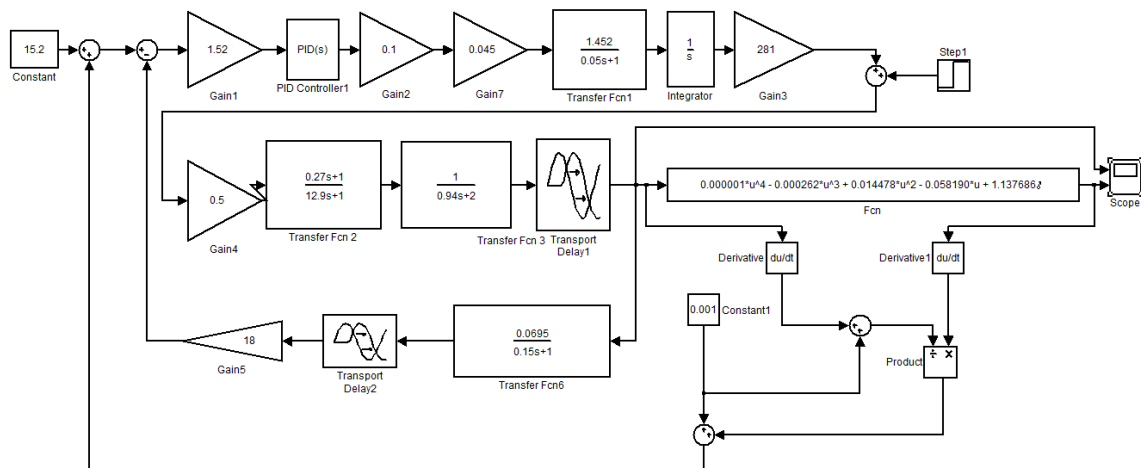 15.2
Constant
1.52
Gain1
PID(s)
PID Controller1
0.1
Gain2
0.045
Gain7
1.452
0.05s+1
Transfer Fcn1
1
s
Integrator
281
Gain3
Step1
0.5
Gain4
0.27s+1
12.9s+1
Transfer Fcn 2
1
0.94s+2
Transfer Fcn 3
Transport
Delay1
0.000001*u^4 - 0.000262*u^3 + 0.014478*u^2 - 0.058190*u + 1.137686
Fcn
Scope
Derivative
du/dt
Derivative1
du/dt
0.001
Constant1
Product
÷ ×
18
Gain5
Transport
Delay2
0.0695
0.15s+1
Transfer Fcn6